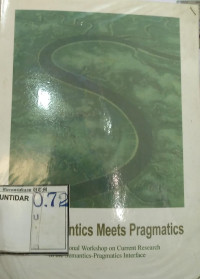 UNTIDAR
0.72
U
ntics Meets Pragmatics
onal Workshop on Current Research
Semantics-Pragmatics Interface